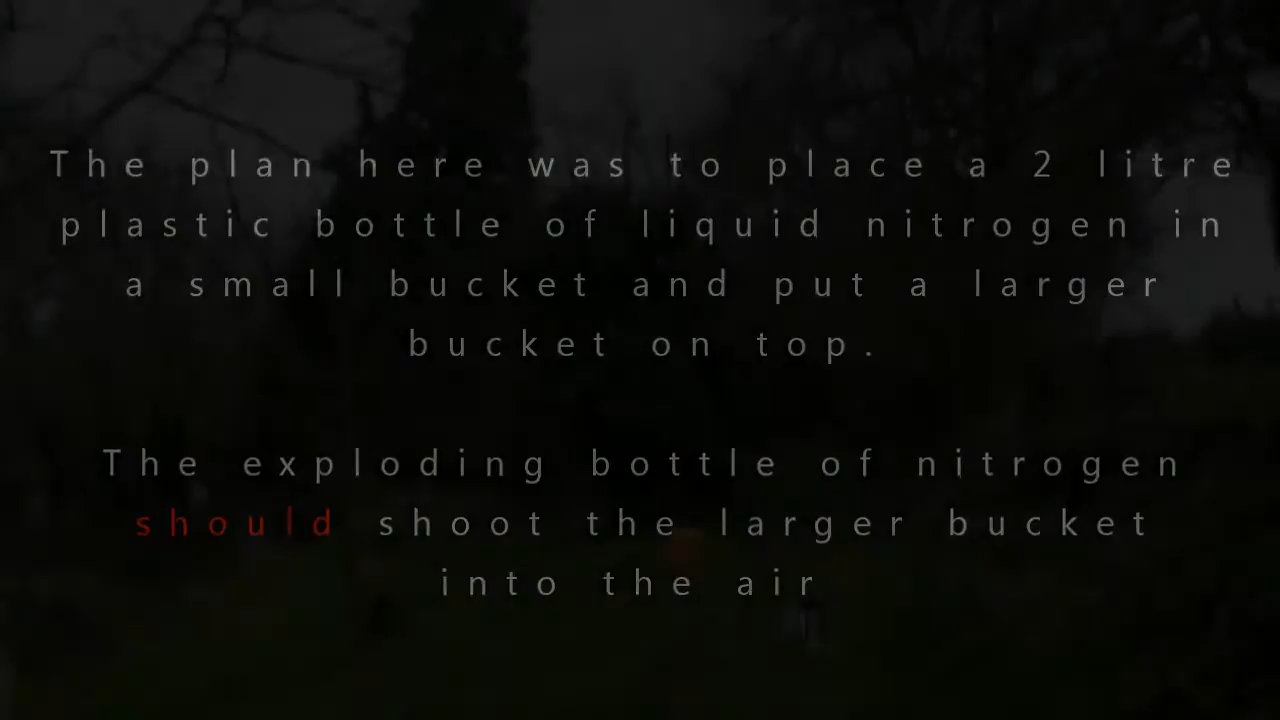 The plan here was to place a 2 litre
plastic bottle of liquid nitrogen in
a small bucket and put a larger
bucket on top.
The exploding bottle of nitrogen
should shoot the larger bucket
into the air